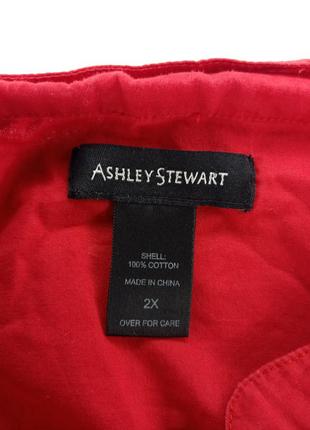 ASHLEY STEWART
SHELL:
100% COTTON
MADE IN CHINA
2X
OVER FOR CARE